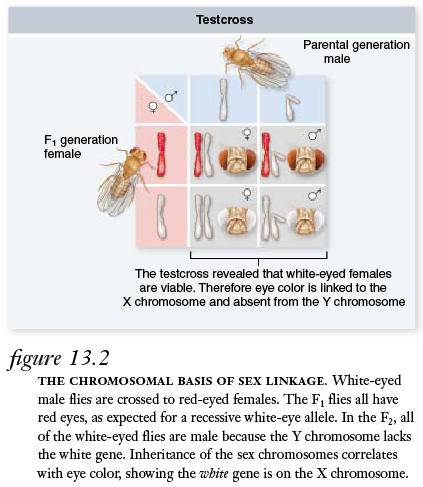 Testcross
Parental generation
male
♀ ♂
F₁ generation
female
♀ ♂
♀ ♂
The testcross revealed that white-eyed females
are viable. Therefore eye color is linked to the
X chromosome and absent from the Y chromosome
figure 13.2
THE CHROMOSOMAL BASIS OF SEX LINKAGE. White-eyed
male flies are crossed to red-eyed females. The F₁ flies all have
red eyes, as expected for a recessive white-eye allele. In the F₂, all
of the white-eyed flies are male because the Y chromosome lacks
the white gene. Inheritance of the sex chromosomes correlates
with eye color, showing the white gene is on the X chromosome.